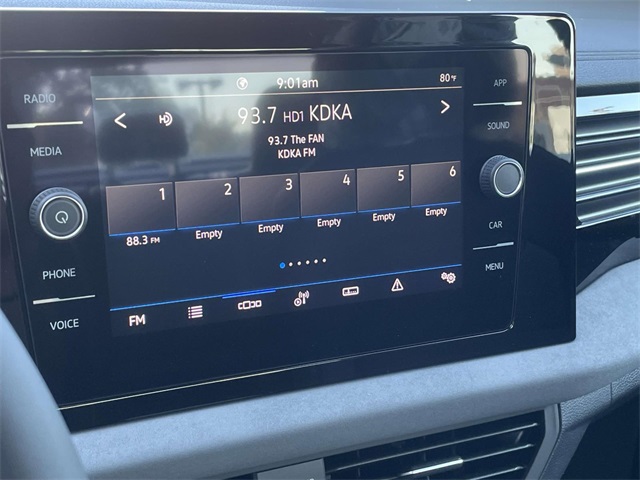 9:01am
80 °F
RADIO
MEDIA
PHONE
VOICE
APP
SOUND
CAR
MENU
HD
93.7 HD1 KDKA
93.7 The FAN
KDKA FM
1 2 3 4 5 6
88.3 FM Empty Empty Empty Empty Empty
FM